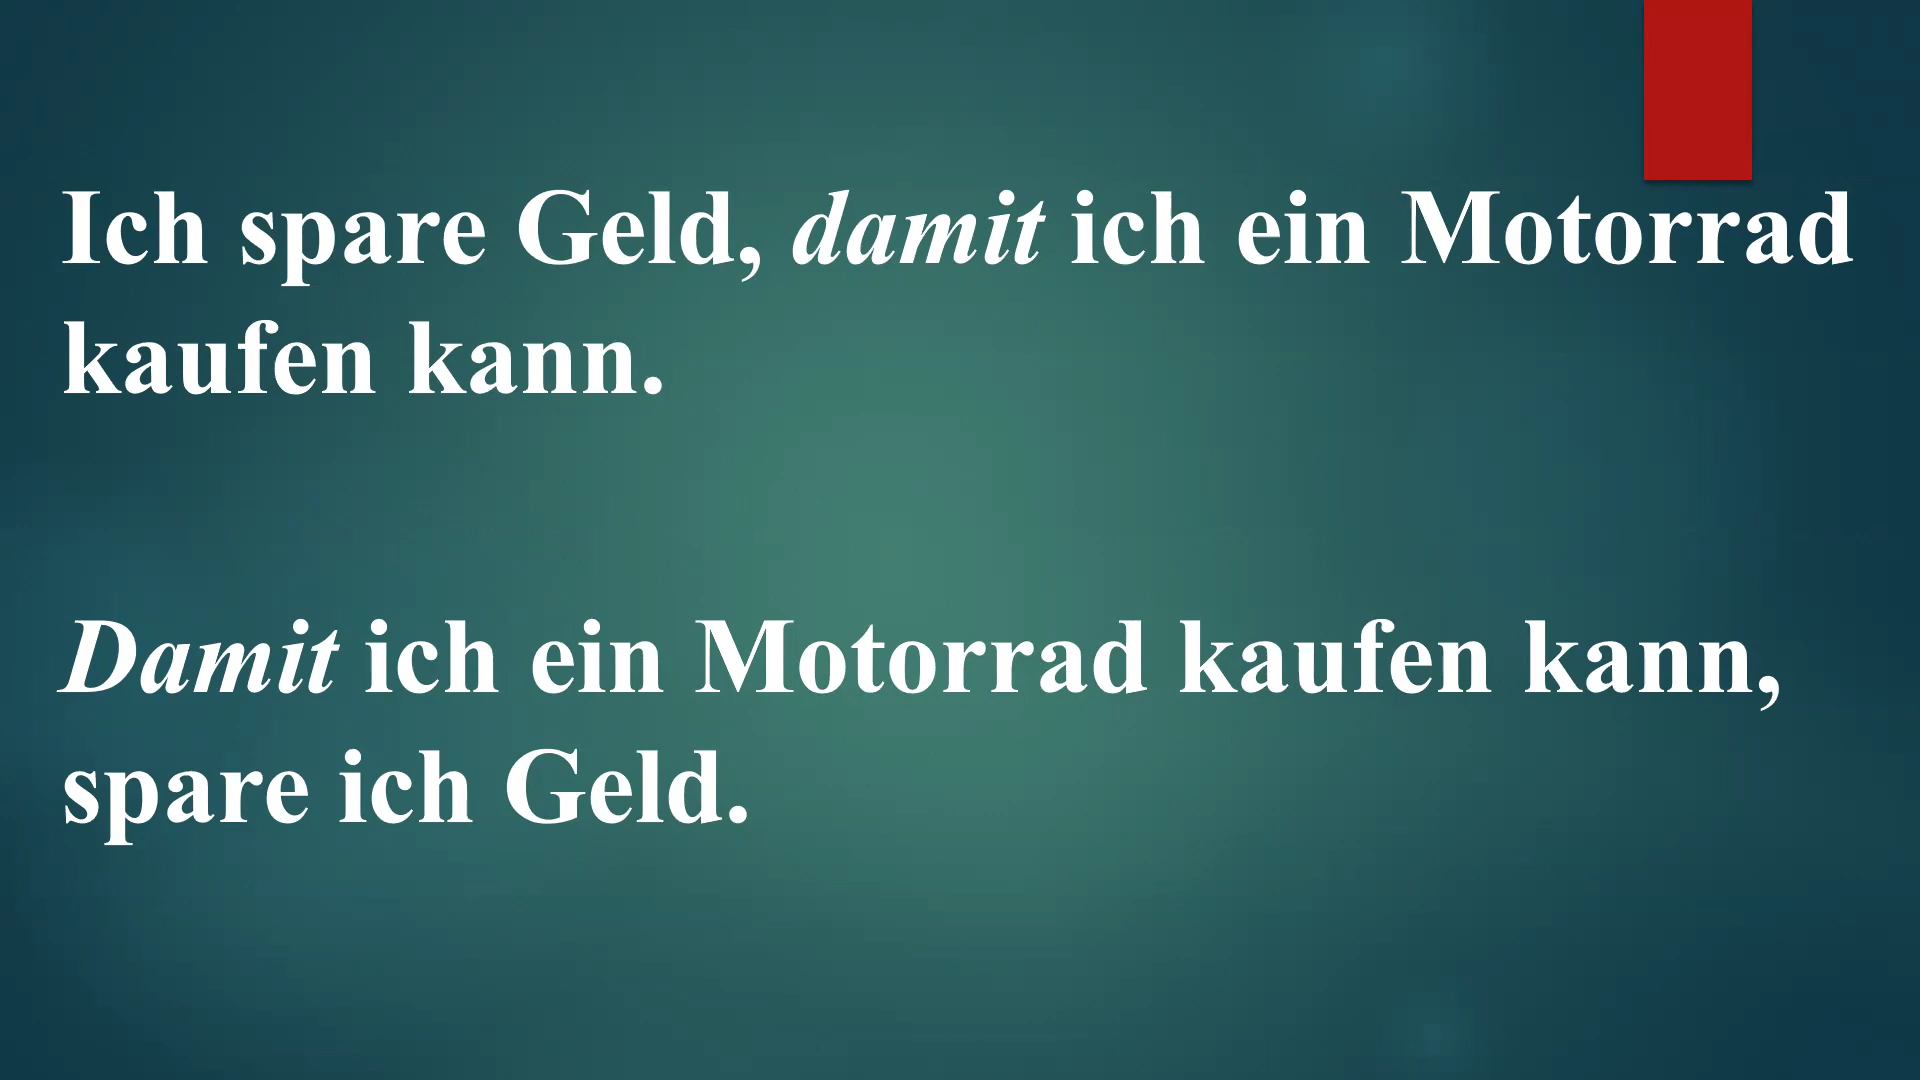 Ich spare Geld, damit ich ein Motorrad
kaufen kann.
Damit ich ein Motorrad kaufen kann,
spare ich Geld.